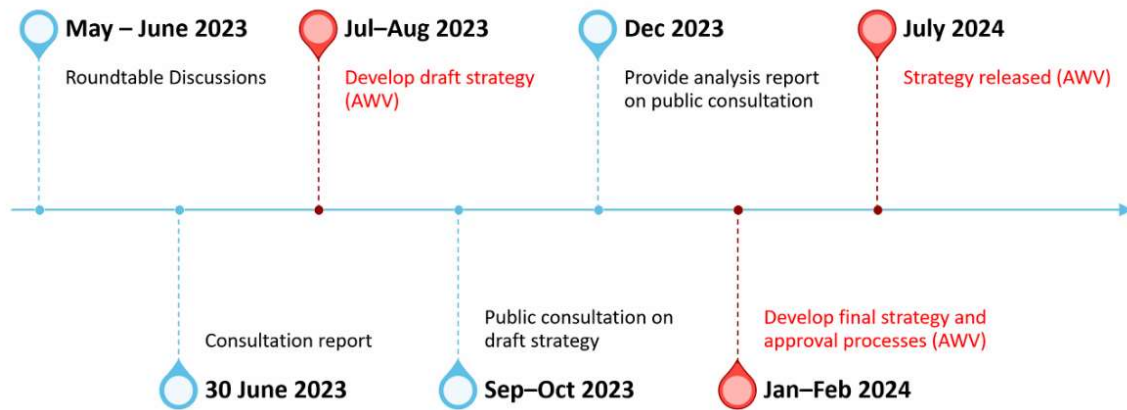 May – June 2023
Roundtable Discussions
Jul–Aug 2023
Develop draft strategy
(AWV)
Dec 2023
Provide analysis report
on public consultation
July 2024
Strategy released (AWV)
Consultation report
30 June 2023
Public consultation on
draft strategy
Sep–Oct 2023
Develop final strategy and
approval processes (AWV)
Jan–Feb 2024